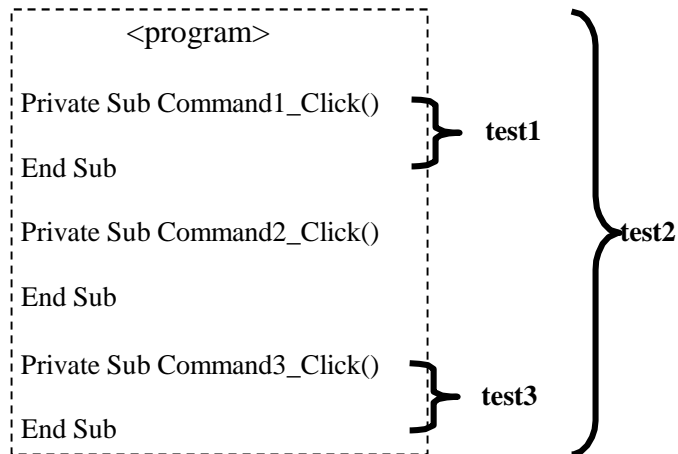 <program>
Private Sub Command1_Click()
test1
End Sub
Private Sub Command2_Click()
test2
End Sub
Private Sub Command3_Click()
test3
End Sub